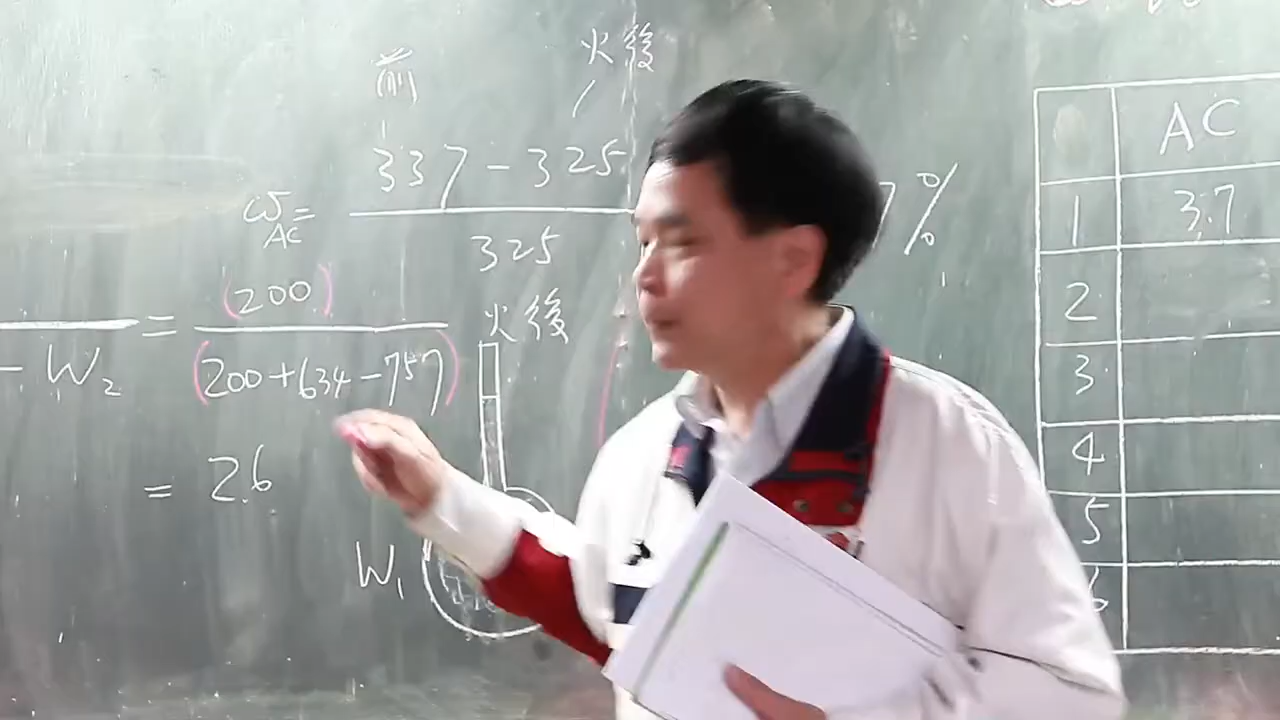 前 火後
337-325
ω AC =
7%
325
(200)
=
(200+634-757)
- W₂
火後
= 2.6
W₁
AC
1 3.7
2
3
4
5
6